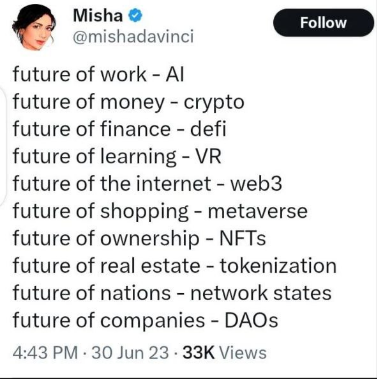 Misha
@mishadavinci
Follow
future of work - AI
future of money - crypto
future of finance - defi
future of learning - VR
future of the internet - web3
future of shopping - metaverse
future of ownership - NFTs
future of real estate - tokenization
future of nations - network states
future of companies - DAOs
4:43 PM · 30 Jun 23 · 33K Views